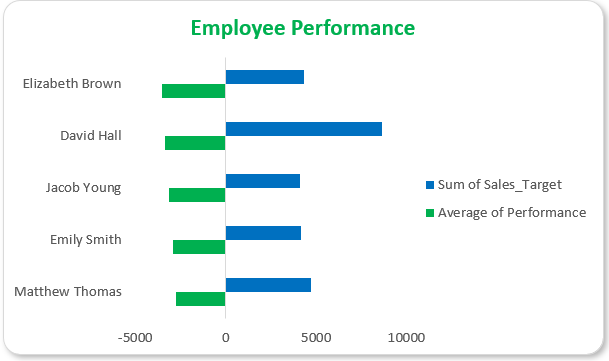 Employee Performance
Elizabeth Brown
David Hall
Jacob Young
Emily Smith
Matthew Thomas
Sum of Sales_Target
Average of Performance
-5000 0 5000 10000